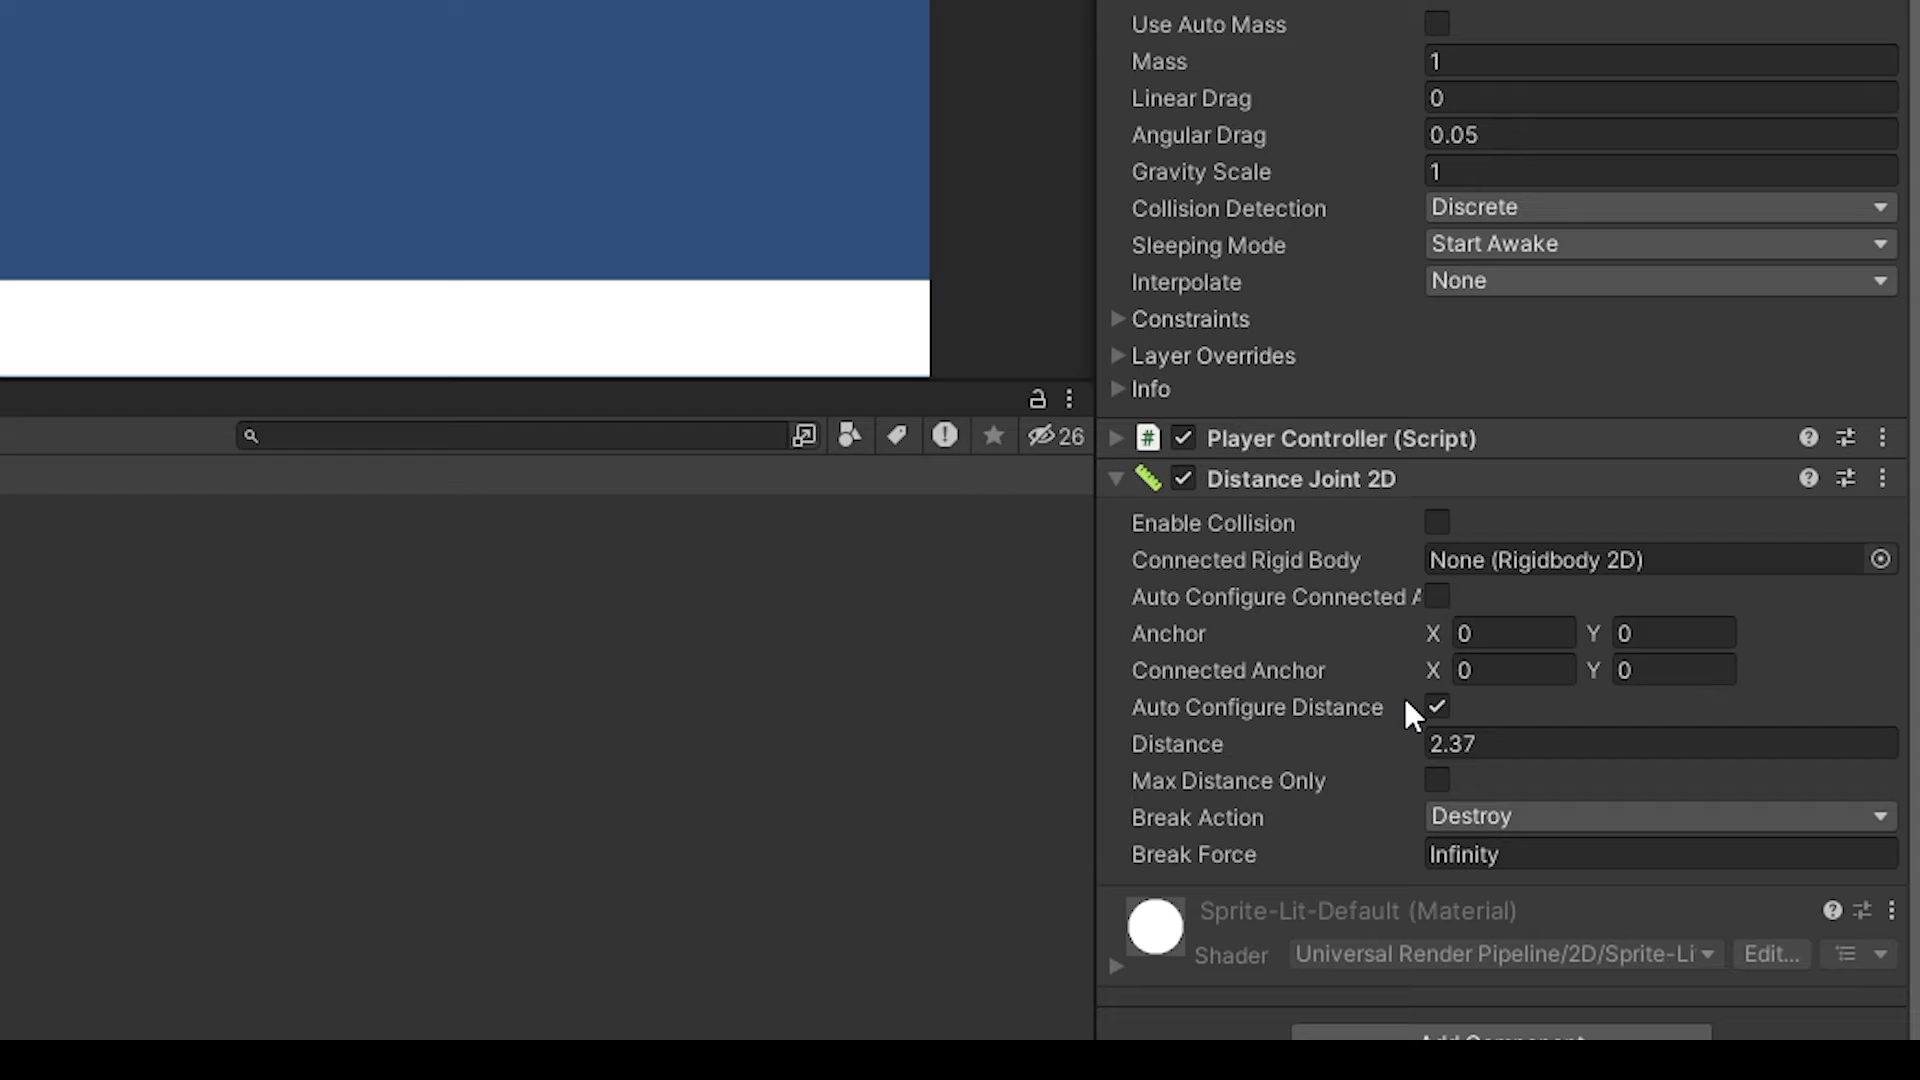 Use Auto Mass
Mass 1
Linear Drag 0
Angular Drag 0.05
Gravity Scale 1
Collision Detection Discrete
Sleeping Mode Start Awake
Interpolate None
Constraints
Layer Overrides
Info
26
# Player Controller (Script)
Distance Joint 2D
Enable Collision
Connected Rigid Body None (Rigidbody 2D)
Auto Configure Connected A
Anchor X 0 Y 0
Connected Anchor X 0 Y 0
Auto Configure Distance
Distance 2.37
Max Distance Only
Break Action Destroy
Break Force Infinity
Sprite-Lit-Default (Material)
Shader Universal Render Pipeline/2D/Sprite-Li Edit...
Add Component